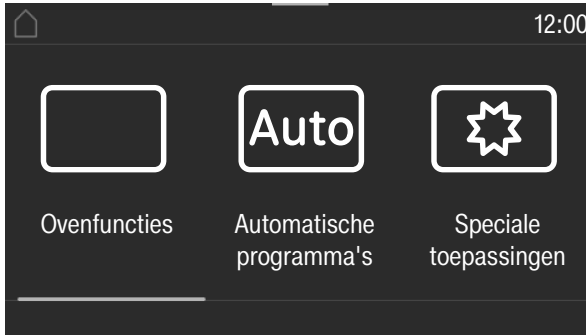 12:00
Auto
Ovenfuncties
Automatische
programma's
Speciale
toepassingen